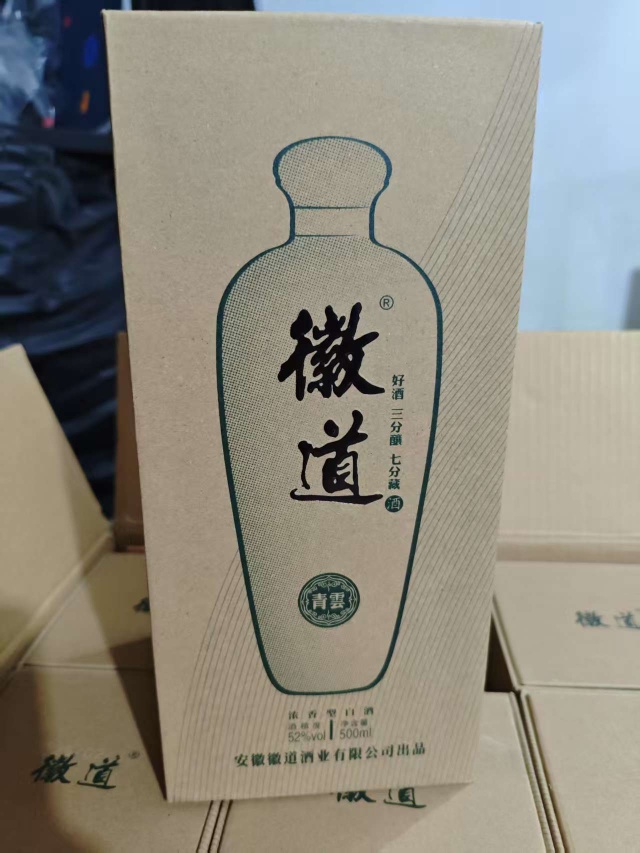 徽道
®
好酒 三分酿 七分藏 酒
青雲
浓香型白酒
酒精度 净含量
52%vol 500ml
安徽徽道酒业有限公司出品
徽道
®
徽道
徽道